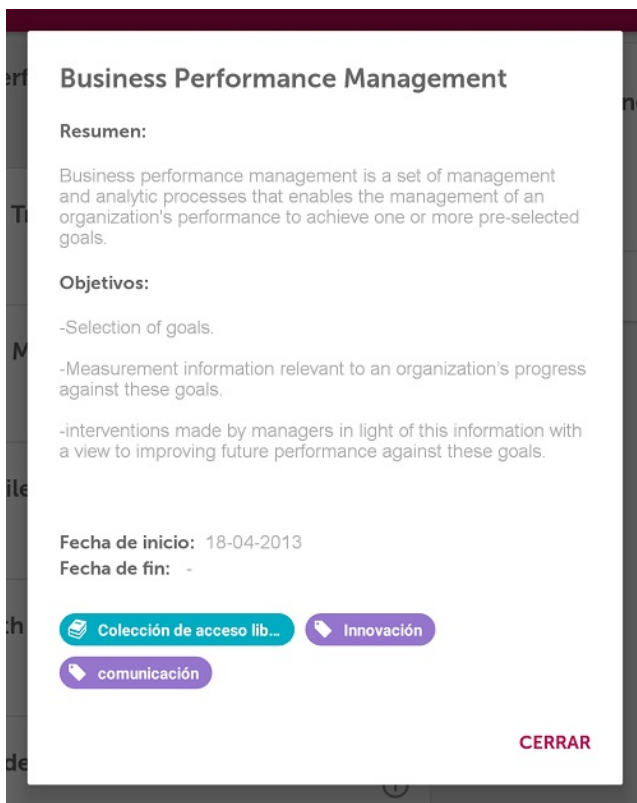 Business Performance Management
Resumen:
Business performance management is a set of management
and analytic processes that enables the management of an
organization's performance to achieve one or more pre-selected
goals.
Objetivos:
-Selection of goals.
-Measurement information relevant to an organization’s progress
against these goals.
-interventions made by managers in light of this information with
a view to improving future performance against these goals.
Fecha de inicio: 18-04-2013
Fecha de fin: -
Colección de acceso lib...
Innovación
comunicación
CERRAR